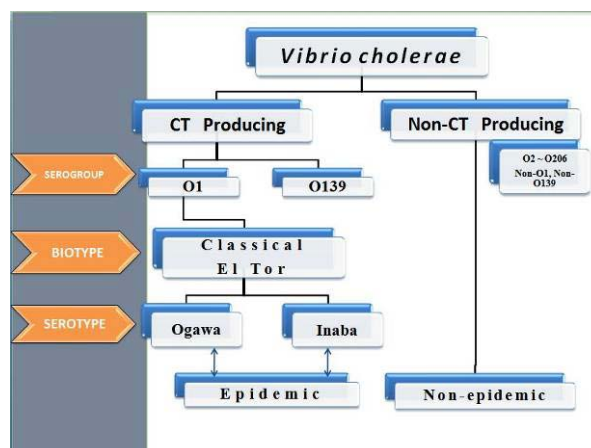 Vibrio cholerae
CT Producing
Non-CT Producing
O2 ~ O206
Non-O1, Non-
O139
SEROGROUP
O1
O139
BIOTYPE
Classical
El Tor
SEROTYPE
Ogawa
Inaba
Epidemic
Non-epidemic